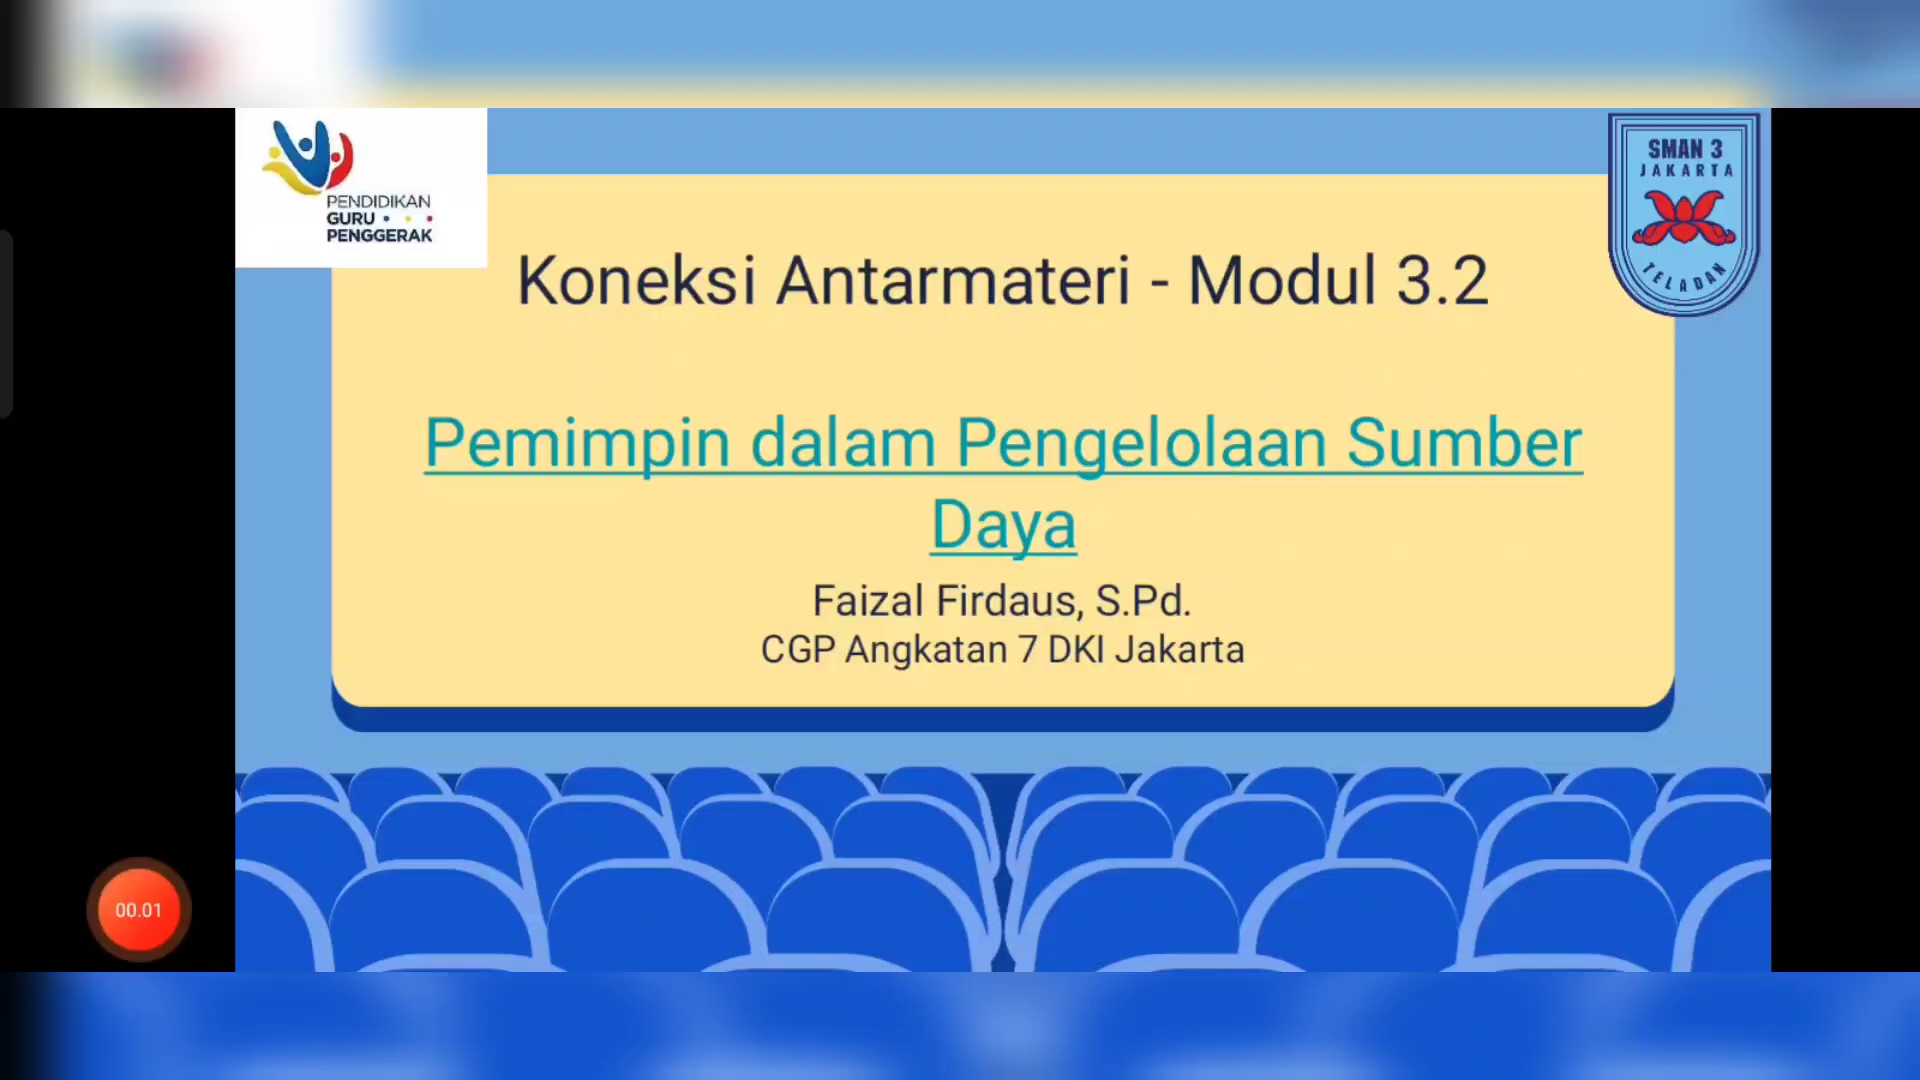 PENDIDIKAN
GURU
PENGGERAK
SMAN 3
JAKARTA
TELADAN
Koneksi Antarmateri - Modul 3.2
Pemimpin dalam Pengelolaan Sumber
Daya
Faizal Firdaus, S.Pd.
CGP Angkatan 7 DKI Jakarta
00.01